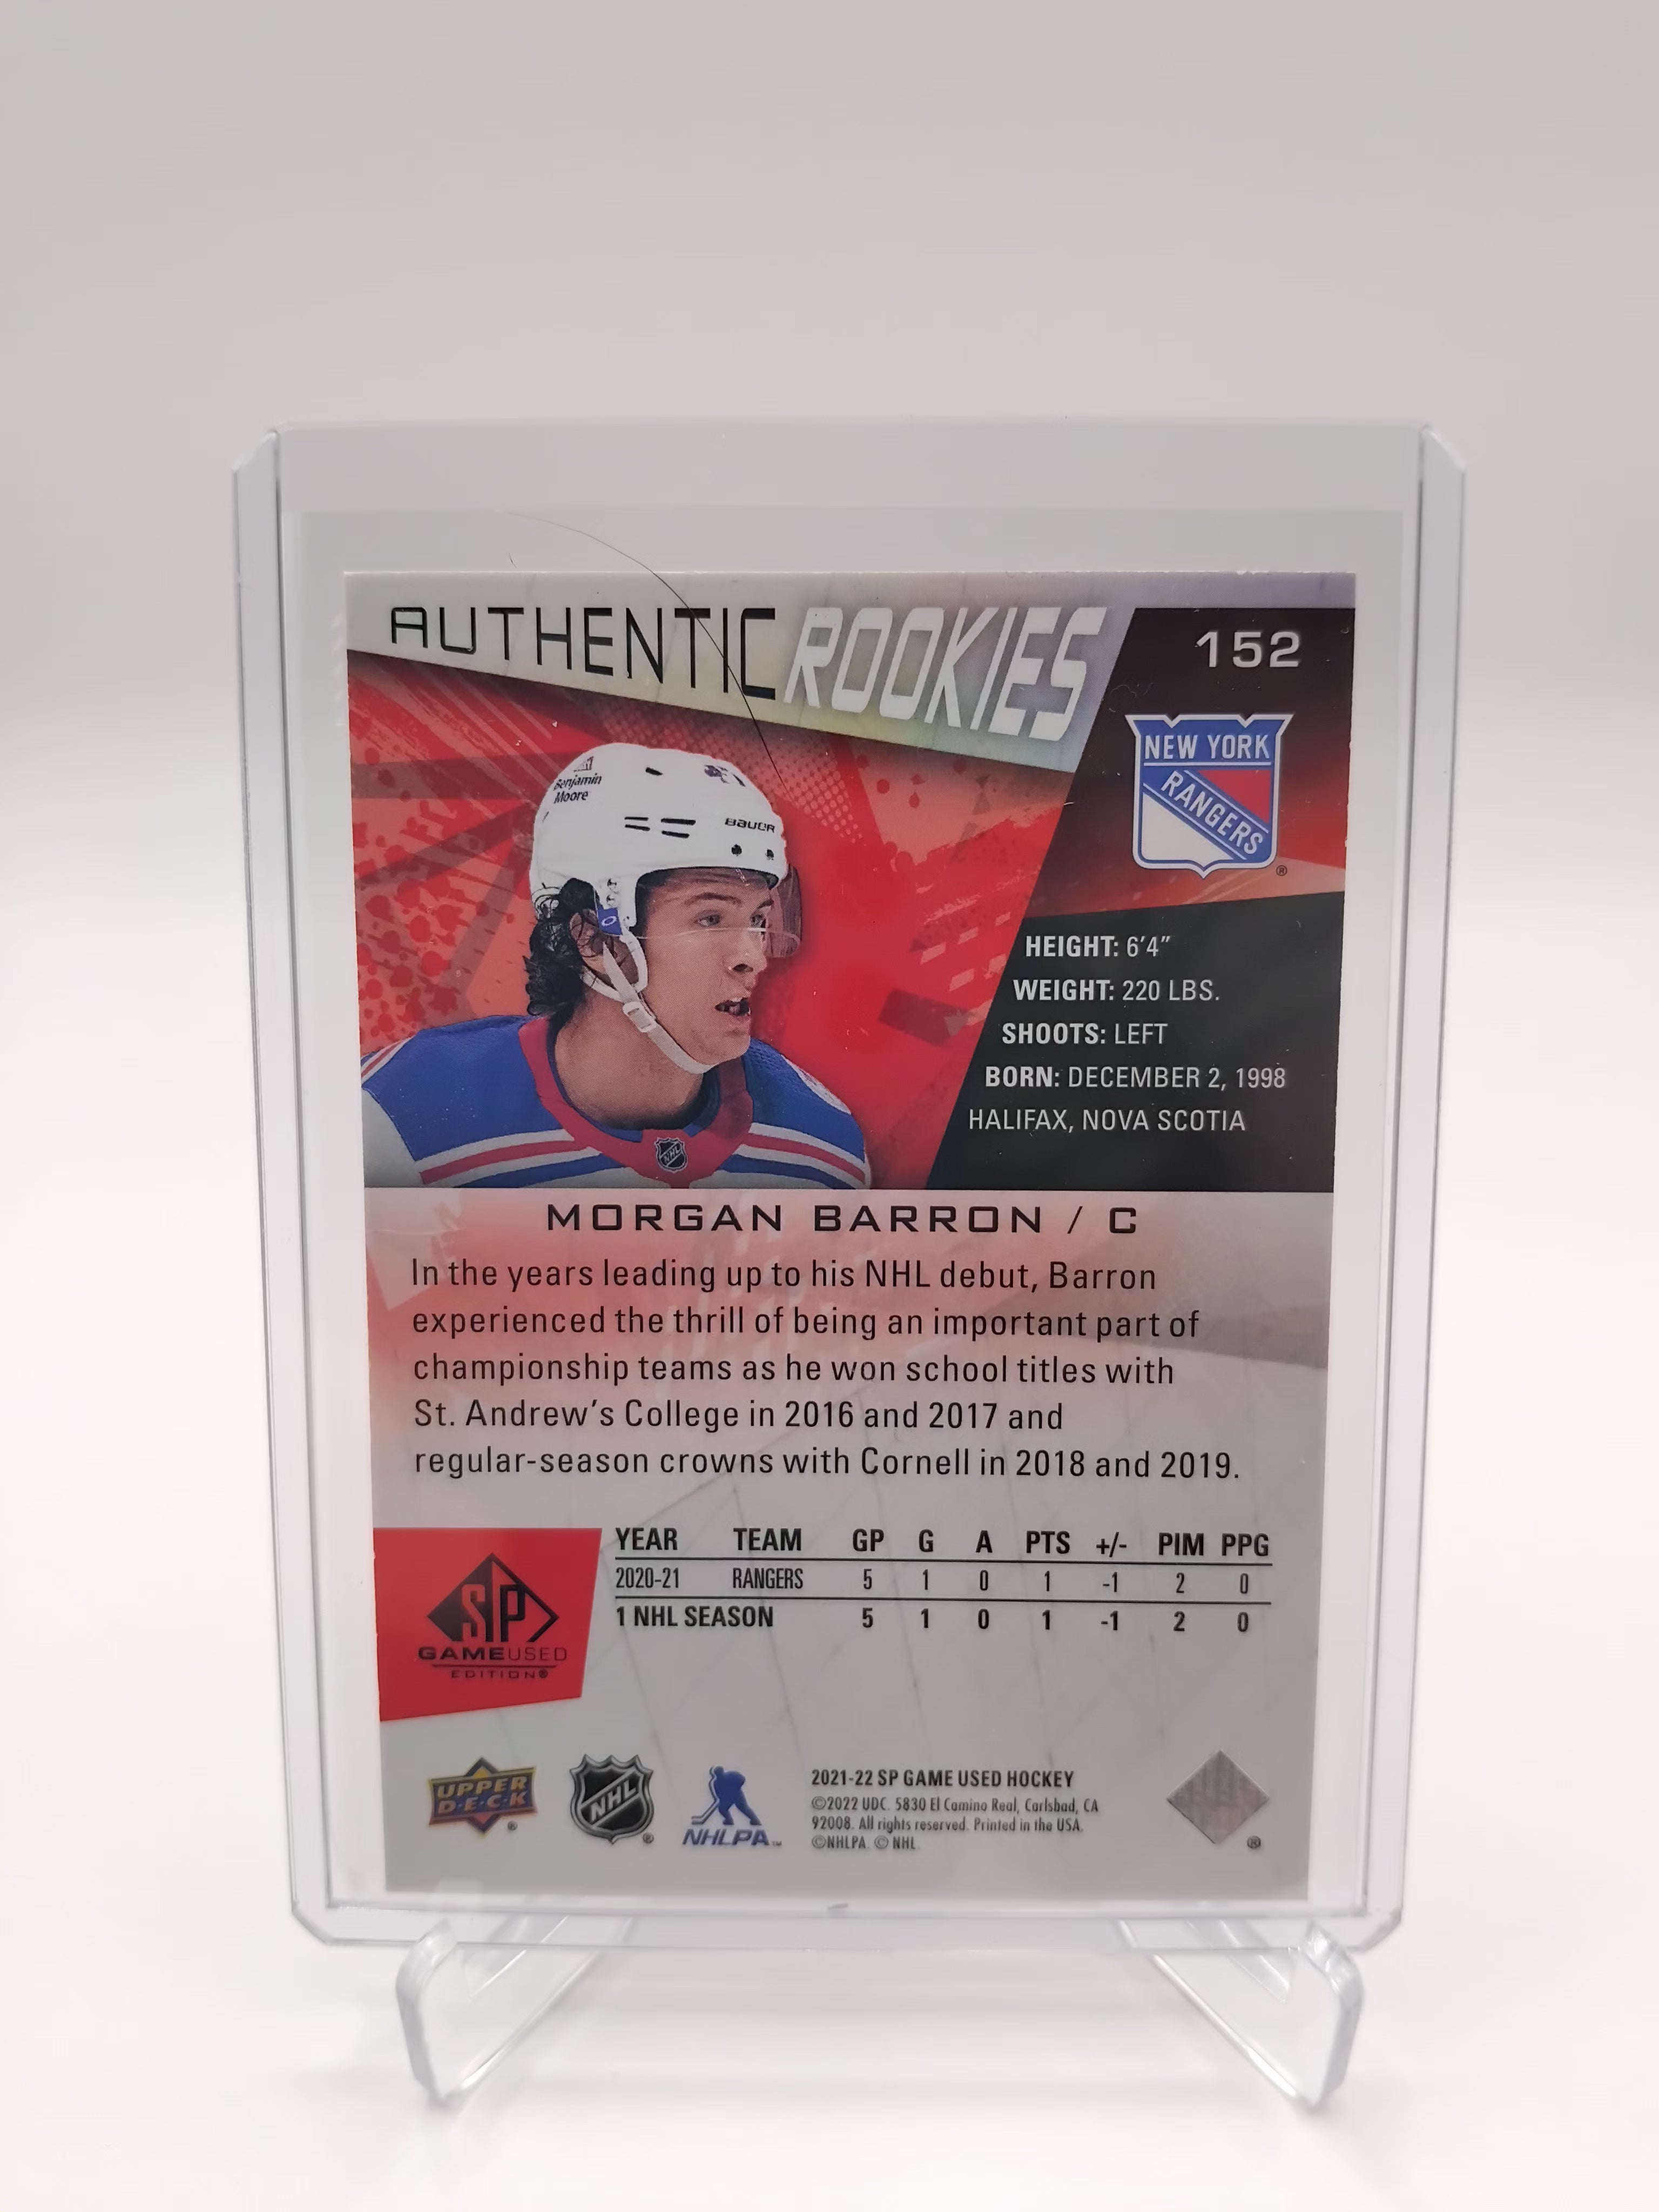 AUTHENTIC ROOKIES
152
NEW YORK
RANGERS
®
Benjamin
Moore
BAUER
HEIGHT: 6'4"
WEIGHT: 220 LBS.
SHOOTS: LEFT
BORN: DECEMBER 2, 1998
HALIFAX, NOVA SCOTIA
NHL
MORGAN BARRON / C
In the years leading up to his NHL debut, Barron
experienced the thrill of being an important part of
championship teams as he won school titles with
St. Andrew's College in 2016 and 2017 and
regular-season crowns with Cornell in 2018 and 2019.
YEAR TEAM GP G A PTS +/- PIM PPG
2020-21 RANGERS 5 1 0 1 -1 2 0
1 NHL SEASON 5 1 0 1 -1 2 0
SP
GAMEUSED
EDITION®
UPPER
D·E·C·K
®
NHL
®
NHLPA™
2021-22 SP GAME USED HOCKEY
©2022 UDC. 5830 El Camino Real, Carlsbad, CA
92008. All rights reserved. Printed in the USA.
©NHLPA. © NHL.
®